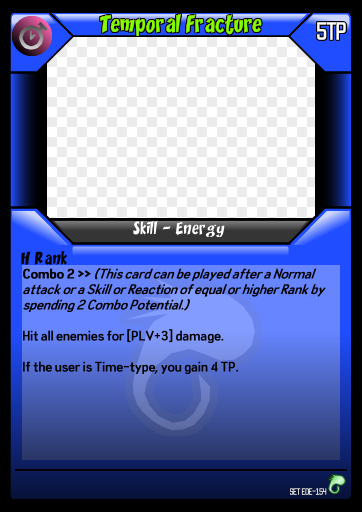 Temporal Fracture
5TP
Skill - Energy
H Rank
Combo 2 >> (This card can be played after a Normal
attack or a Skill or Reaction of equal or higher Rank by
spending 2 Combo Potential.)
Hit all enemies for [PLV+3] damage.
If the user is Time-type, you gain 4 TP.
SET EOE-154